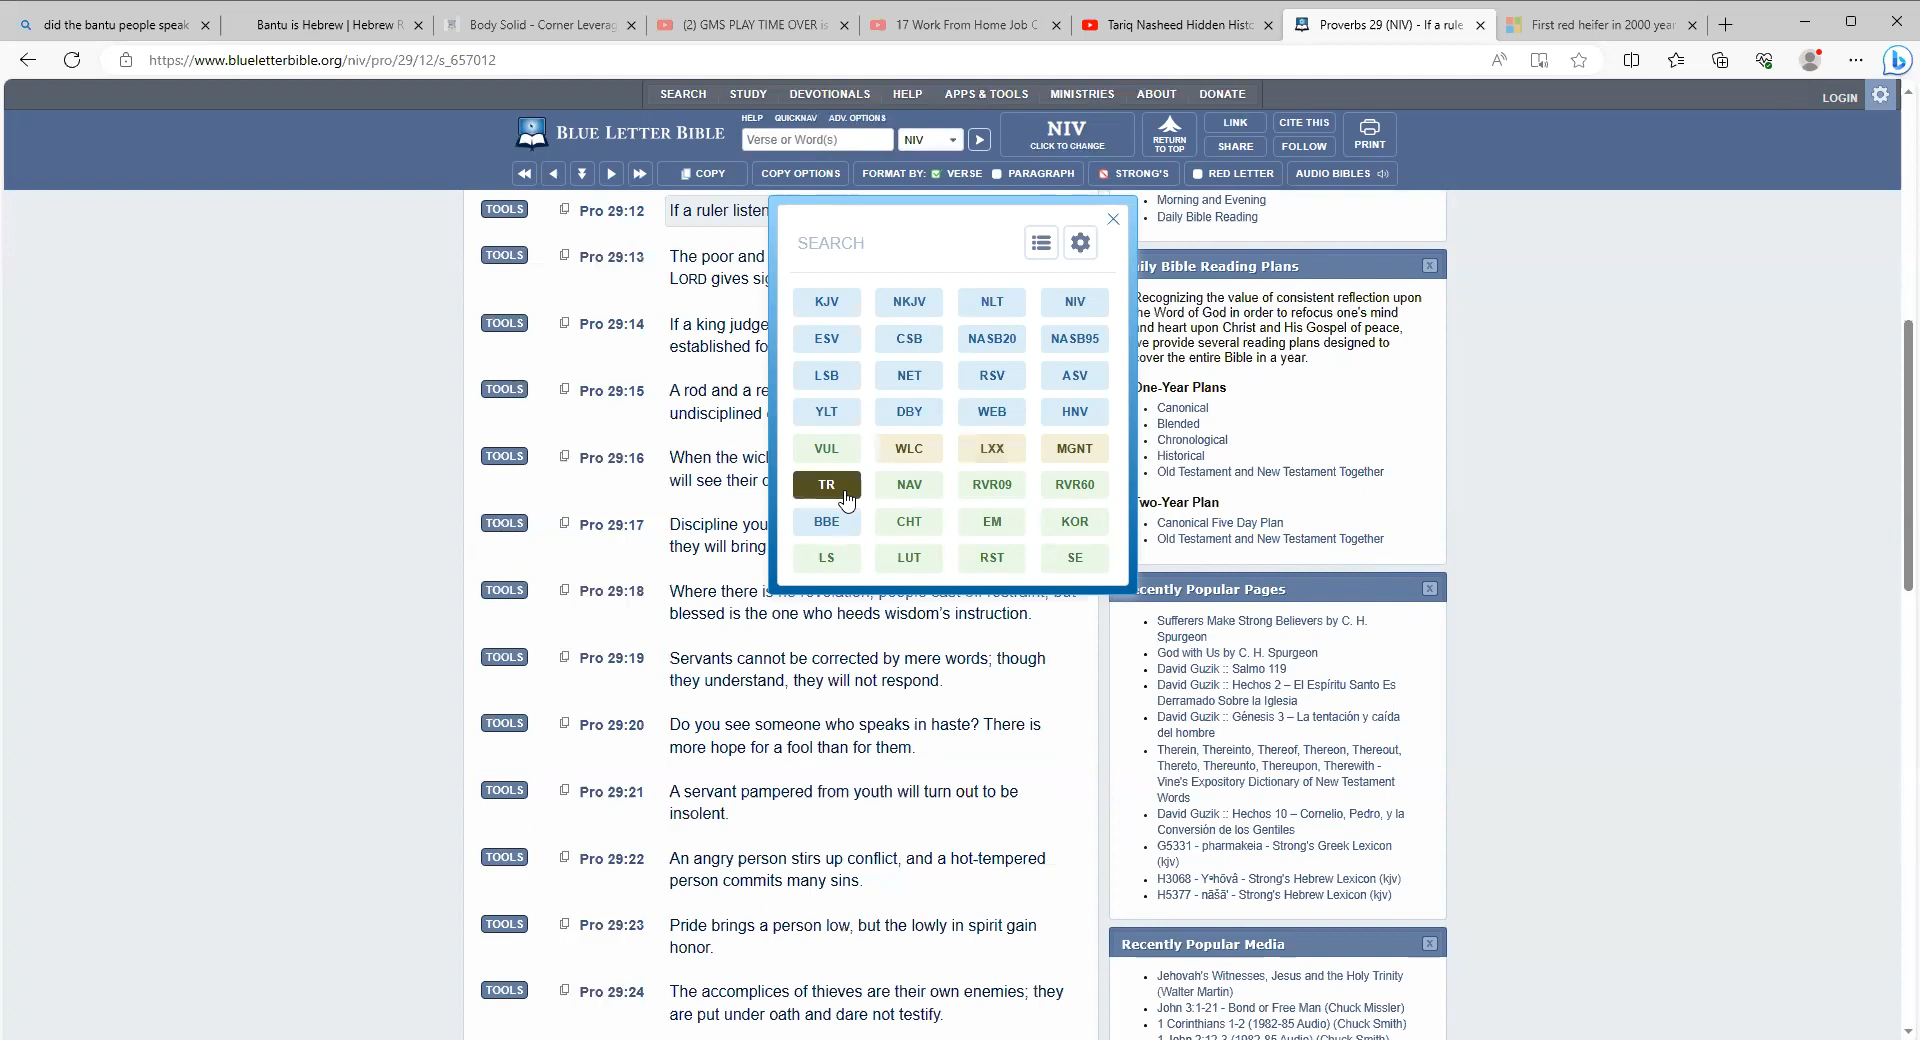 did the bantu people speak
Bantu is Hebrew | Hebrew R
Body Solid - Corner Leverag
(2) GMS PLAY TIME OVER is
17 Work From Home Job C
Tariq Nasheed Hidden Hist
Proverbs 29 (NIV) - If a rule
First red heifer in 2000 year
https://www.blueletterbible.org/niv/pro/29/12/s_657012
SEARCH STUDY DEVOTIONALS HELP APPS & TOOLS MINISTRIES ABOUT DONATE
LOGIN
BLUE LETTER BIBLE
HELP QUICKNAV ADV. OPTIONS
Verse or Word(s)
NIV
NIV
CLICK TO CHANGE
RETURN
TO TOP
LINK
CITE THIS
SHARE
FOLLOW
PRINT
COPY
COPY OPTIONS
FORMAT BY: VERSE PARAGRAPH
STRONG'S
RED LETTER
AUDIO BIBLES
TOOLS Pro 29:12 If a ruler listen
TOOLS Pro 29:13 The poor and
LORD gives sig
TOOLS Pro 29:14 If a king judge
established fo
TOOLS Pro 29:15 A rod and a re
undisciplined
TOOLS Pro 29:16 When the wick
will see their
TOOLS Pro 29:17 Discipline you
they will bring
TOOLS Pro 29:18 Where there is no revelation, people cast off restraint; but
blessed is the one who heeds wisdom's instruction.
TOOLS Pro 29:19 Servants cannot be corrected by mere words; though
they understand, they will not respond.
TOOLS Pro 29:20 Do you see someone who speaks in haste? There is
more hope for a fool than for them.
TOOLS Pro 29:21 A servant pampered from youth will turn out to be
insolent.
TOOLS Pro 29:22 An angry person stirs up conflict, and a hot-tempered
person commits many sins.
TOOLS Pro 29:23 Pride brings a person low, but the lowly in spirit gain
honor.
TOOLS Pro 29:24 The accomplices of thieves are their own enemies; they
are put under oath and dare not testify.
SEARCH
KJV NKJV NLT NIV
ESV CSB NASB20 NASB95
LSB NET RSV ASV
YLT DBY WEB HNV
VUL WLC LXX MGNT
TR NAV RVR09 RVR60
BBE CHT EM KOR
LS LUT RST SE
Morning and Evening
Daily Bible Reading
ily Bible Reading Plans
Recognizing the value of consistent reflection upon
he Word of God in order to refocus one's mind
and heart upon Christ and His Gospel of peace,
we provide several reading plans designed to
cover the entire Bible in a year.
One-Year Plans
Canonical
Blended
Chronological
Historical
Old Testament and New Testament Together
Two-Year Plan
Canonical Five Day Plan
Old Testament and New Testament Together
ecently Popular Pages
Sufferers Make Strong Believers by C. H.
Spurgeon
God with Us by C. H. Spurgeon
David Guzik :: Salmo 119
David Guzik :: Hechos 2 – El Espíritu Santo Es
Derramado Sobre la Iglesia
David Guzik :: Génesis 3 – La tentación y caída
del hombre
Therein, Thereinto, Thereof, Thereon, Thereout,
Thereto, Thereunto, Thereupon, Therewith -
Vine's Expository Dictionary of New Testament
Words
David Guzik :: Hechos 10 – Cornelio, Pedro, y la
Conversión de los Gentiles
G5331 - pharmakeia - Strong's Greek Lexicon
(kjv)
H3068 - Yᵊhōvâ - Strong's Hebrew Lexicon (kjv)
H5377 - nāšā' - Strong's Hebrew Lexicon (kjv)
Recently Popular Media
Jehovah's Witnesses, Jesus and the Holy Trinity
(Walter Martin)
John 3:1-21 - Bond or Free Man (Chuck Missler)
1 Corinthians 1-2 (1982-85 Audio) (Chuck Smith)